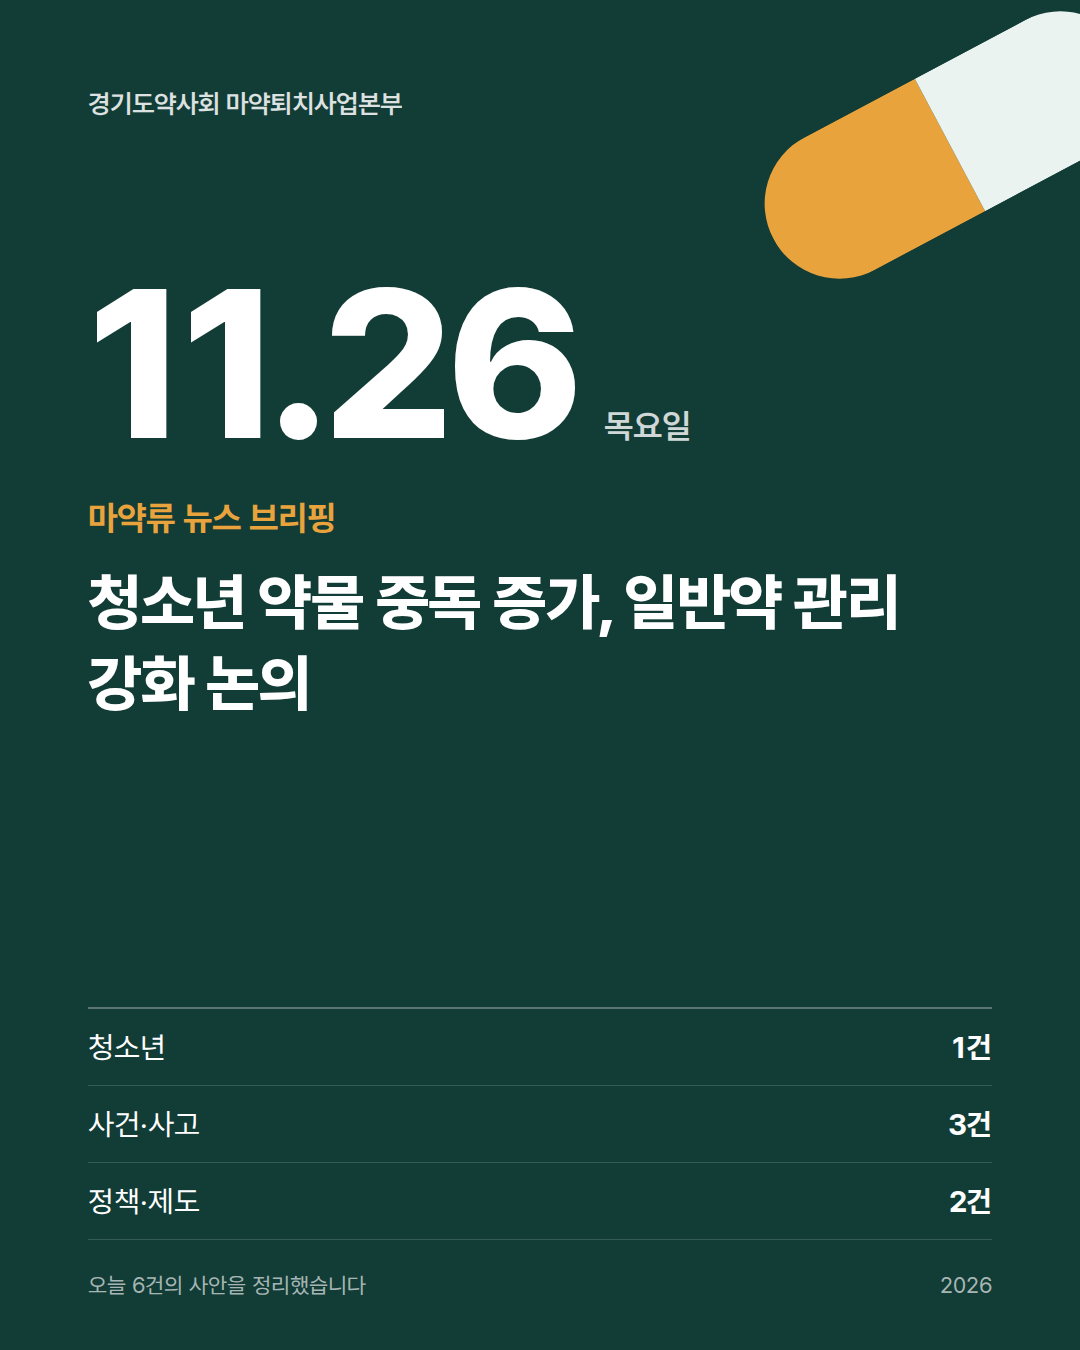 경기도약사회 마약퇴치사업본부
11.26 목요일
마약류 뉴스 브리핑
청소년 약물 중독 증가, 일반약 관리
강화 논의
청소년 1건
사건·사고 3건
정책·제도 2건
오늘 6건의 사안을 정리했습니다 2026